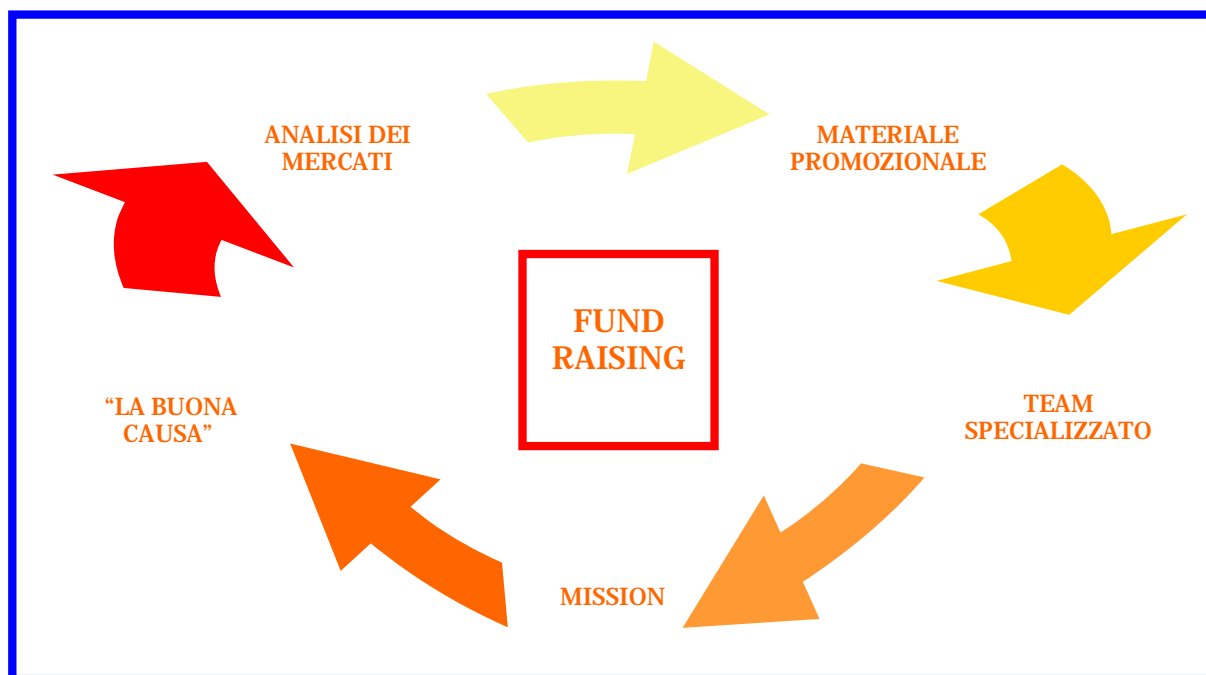 ANALISI DEI
MERCATI
MATERIALE
PROMOZIONALE
FUND
RAISING
“LA BUONA
CAUSA”
TEAM
SPECIALIZZATO
MISSION